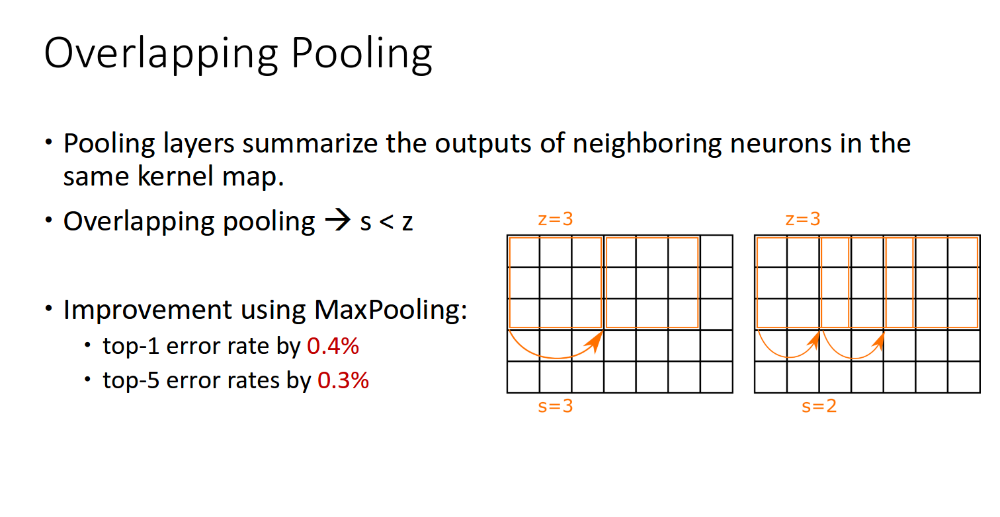 Overlapping Pooling
• Pooling layers summarize the outputs of neighboring neurons in the
same kernel map.
• Overlapping pooling → s < z
• Improvement using MaxPooling:
• top-1 error rate by 0.4%
• top-5 error rates by 0.3%
z=3
s=3
z=3
s=2